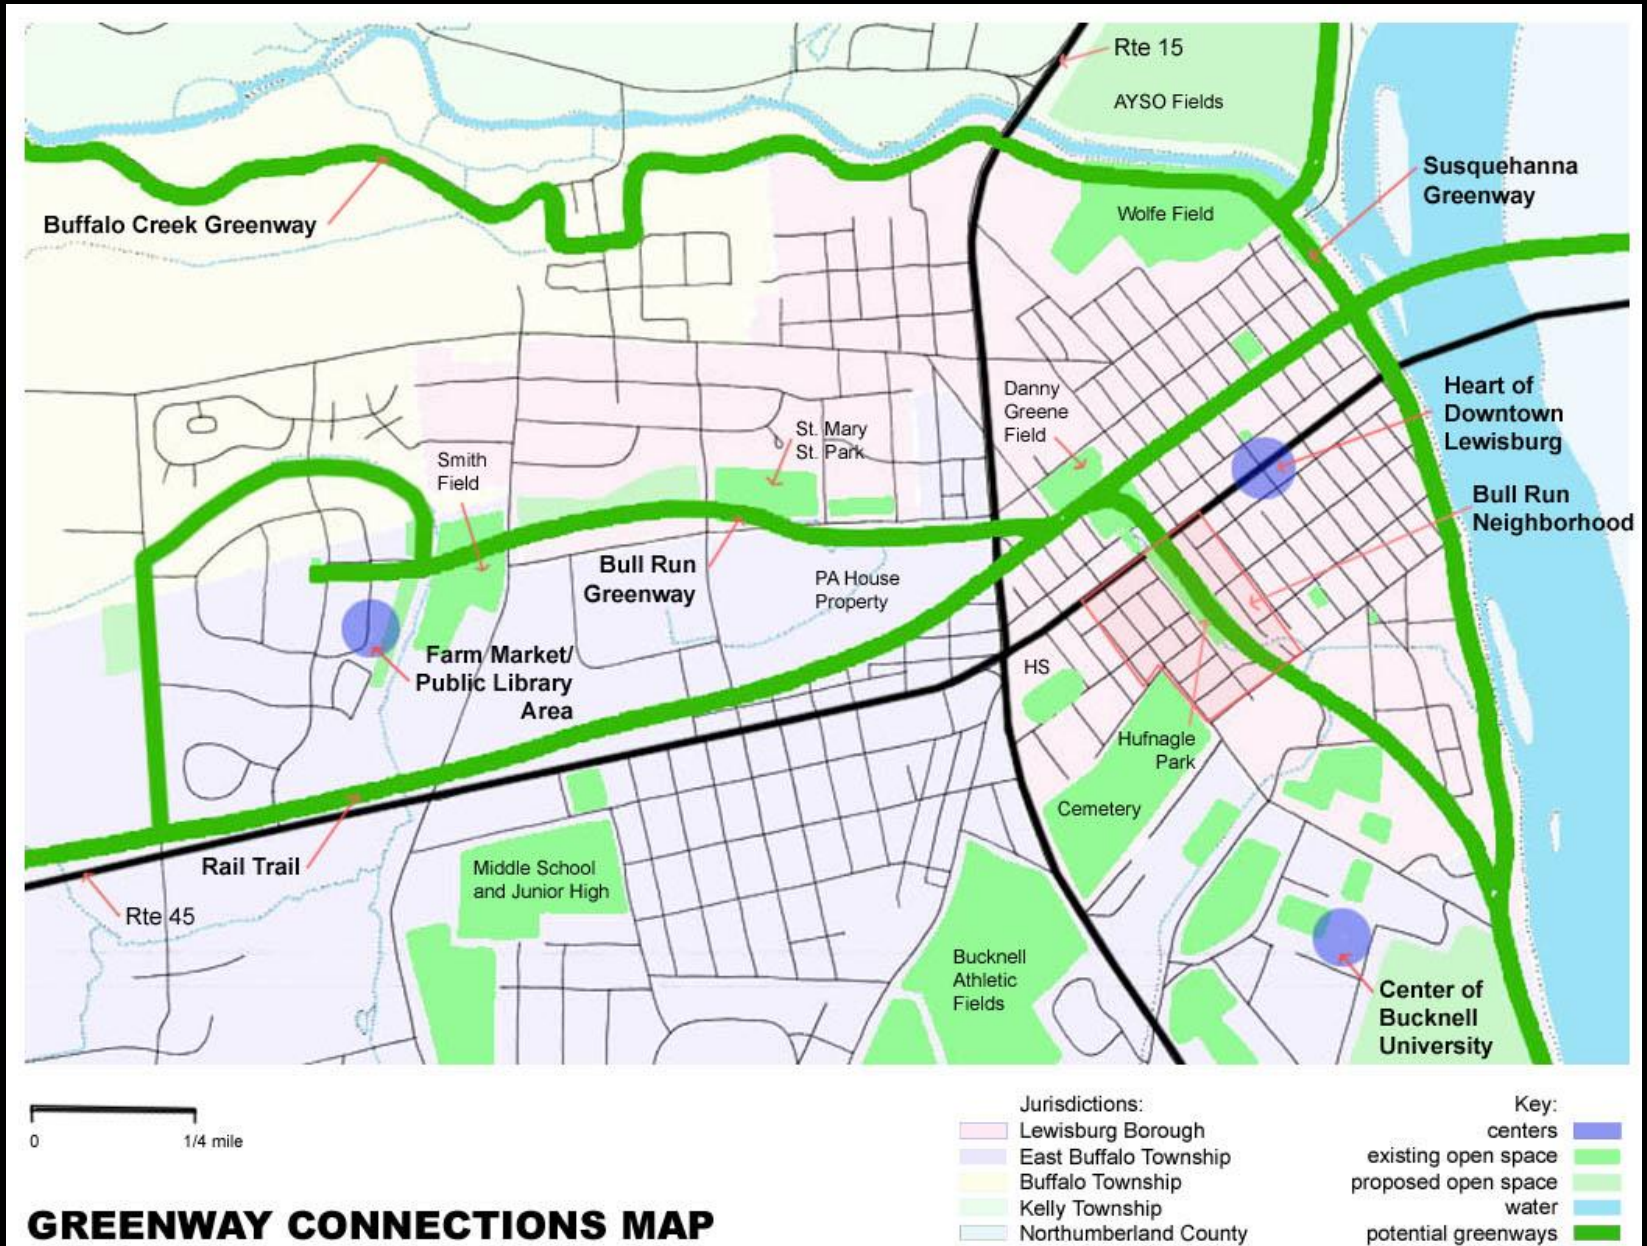 Rte 15
AYSO Fields
Susquehanna
Greenway
Buffalo Creek Greenway
Wolfe Field
Danny
Greene
Field
Heart of
Downtown
Lewisburg
St. Mary
St. Park
Smith
Field
Bull Run
Neighborhood
Bull Run
Greenway
PA House
Property
Farm Market/
Public Library
Area
HS
Hufnagle
Park
Cemetery
Rail Trail
Middle School
and Junior High
Rte 45
Bucknell
Athletic
Fields
Center of
Bucknell
University
0
1/4 mile
Jurisdictions:
Lewisburg Borough
East Buffalo Township
Buffalo Township
Kelly Township
Northumberland County
Key:
centers
existing open space
proposed open space
water
potential greenways
GREENWAY CONNECTIONS MAP